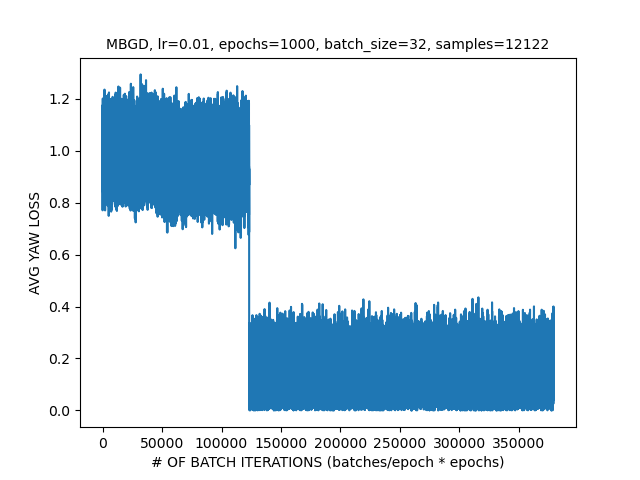 MBGD, lr=0.01, epochs=1000, batch_size=32, samples=12122
1.2
1.0
0.8
0.6
0.4
0.2
0.0
AVG YAW LOSS
0 50000 100000 150000 200000 250000 300000 350000
# OF BATCH ITERATIONS (batches/epoch * epochs)